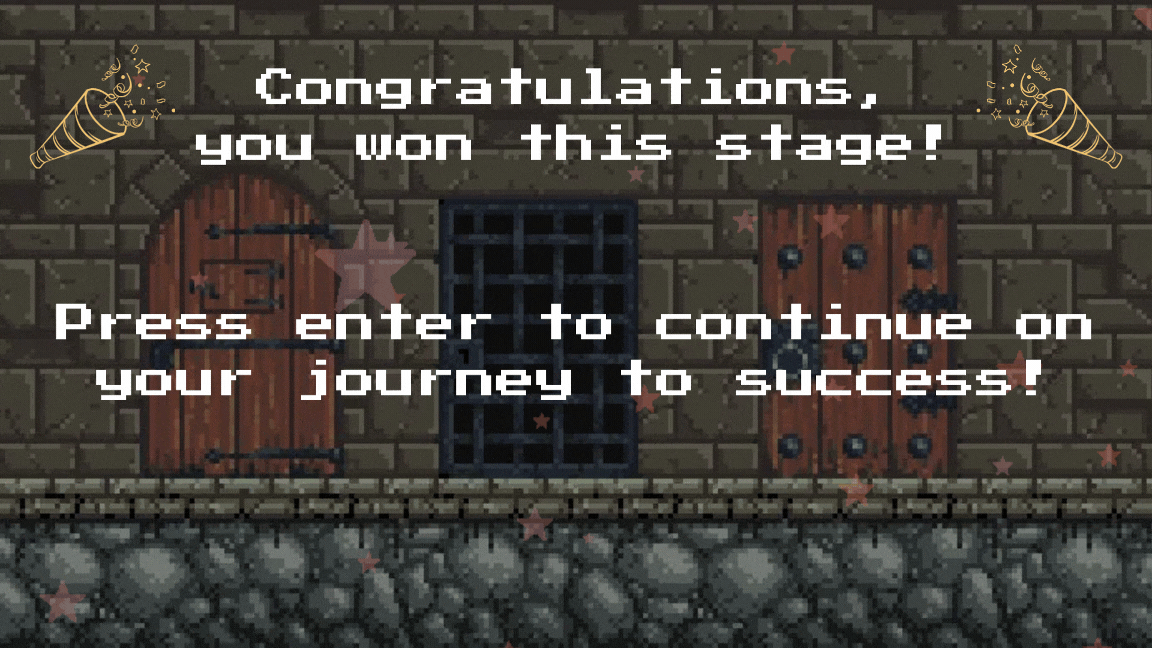 Congratulations,
you won this stage!
Press enter to continue on
your journey to success!